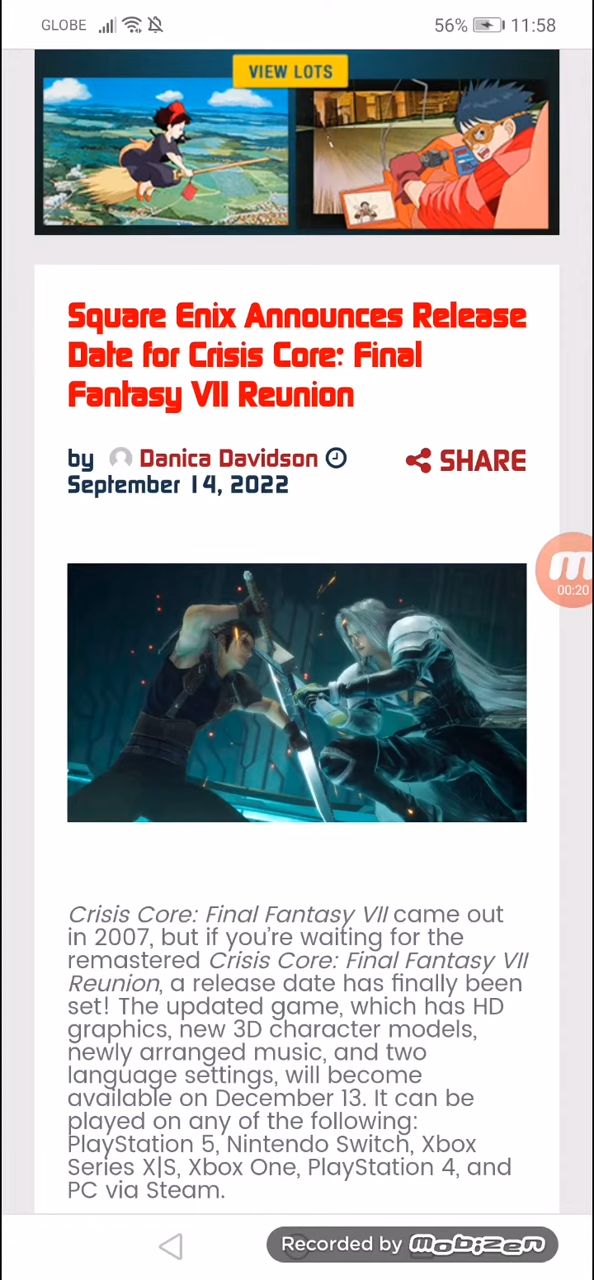 GLOBE 56% 11:58
VIEW LOTS
Square Enix Announces Release
Date for Crisis Core: Final
Fantasy VII Reunion
by Danica Davidson SHARE
September 14, 2022
m
00:20
Crisis Core: Final Fantasy VII came out
in 2007, but if you’re waiting for the
remastered Crisis Core: Final Fantasy VII
Reunion, a release date has finally been
set! The updated game, which has HD
graphics, new 3D character models,
newly arranged music, and two
language settings, will become
available on December 13. It can be
played on any of the following:
PlayStation 5, Nintendo Switch, Xbox
Series X|S, Xbox One, PlayStation 4, and
PC via Steam.
Recorded by mobizen